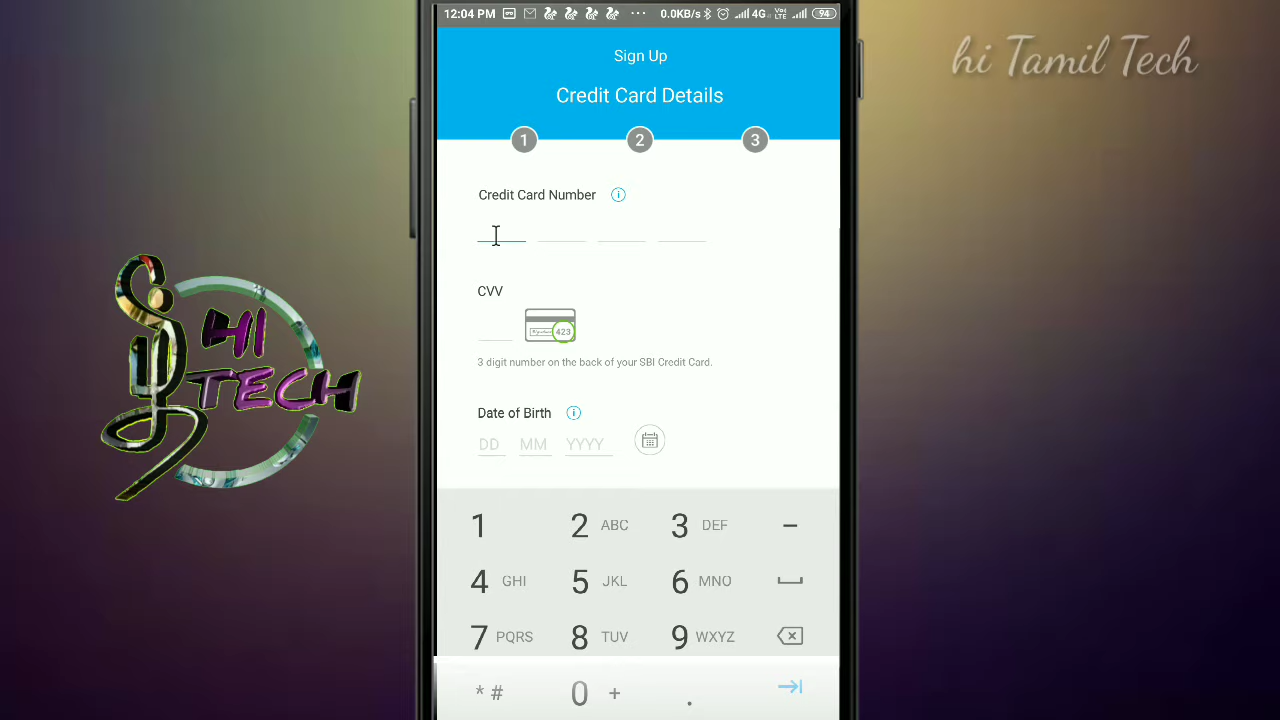 12:04 PM 0.0KB/s 4G Vo LTE 94
hi Tamil Tech
Sign Up
Credit Card Details
1 2 3
Credit Card Number i
CVV
423
3 digit number on the back of your SBI Credit Card.
Date of Birth i
DD MM YYYY
HI
TECH
1 2 ABC 3 DEF –
4 GHI 5 JKL 6 MNO
7 PQRS 8 TUV 9 WXYZ
* # 0 + .